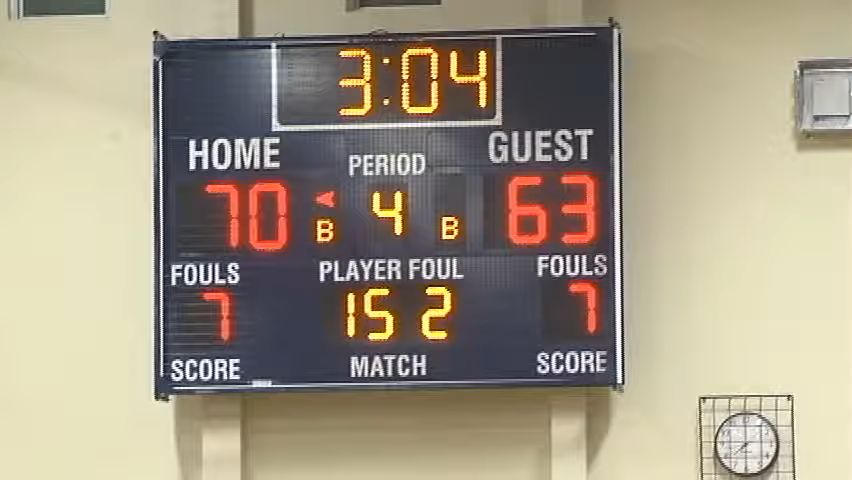 3:04
HOME GUEST
PERIOD
70 B 4 B 63
FOULS PLAYER FOUL FOULS
7 15 2 7
SCORE MATCH SCORE